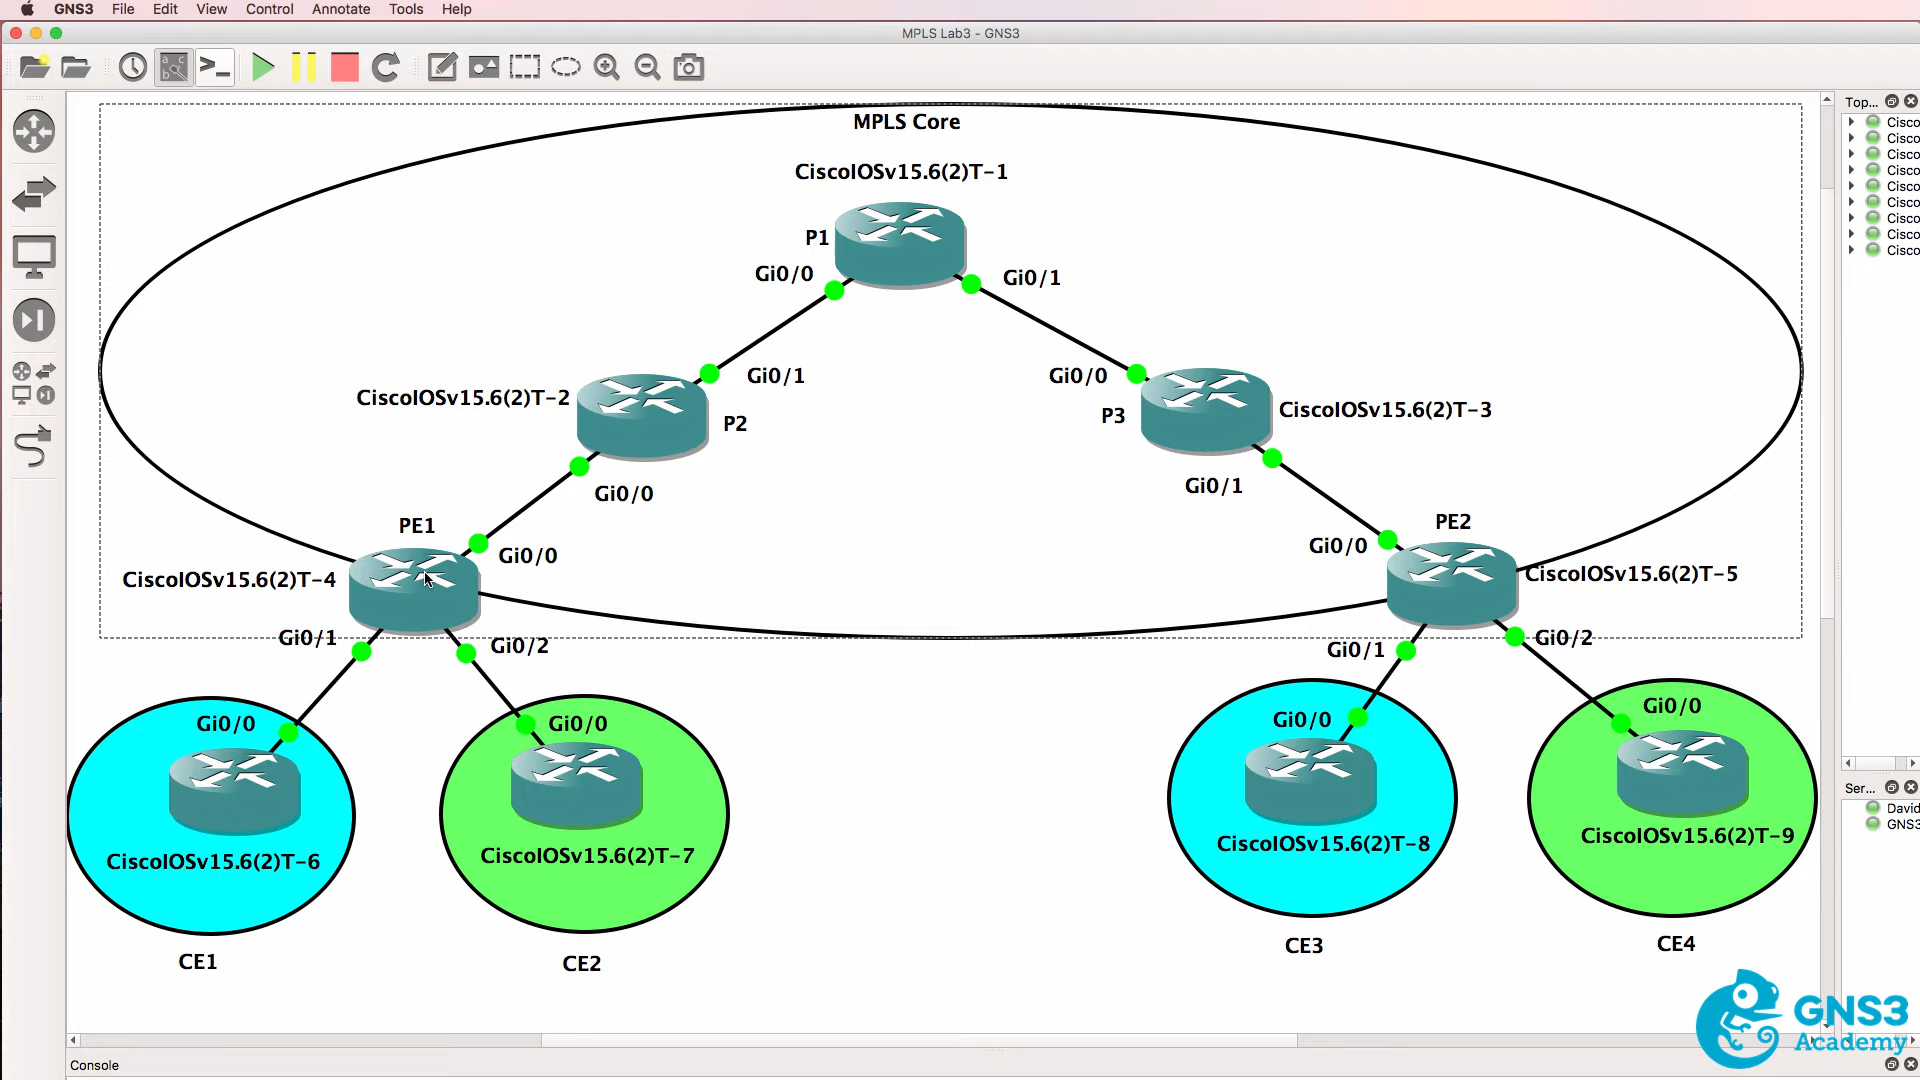 GNS3 File Edit View Control Annotate Tools Help
MPLS Lab3 - GNS3
MPLS Core
CiscoIOSv15.6(2)T-1
P1
Gi0/0
Gi0/1
Gi0/1
CiscoIOSv15.6(2)T-2
P2
Gi0/0
Gi0/0
P3
CiscoIOSv15.6(2)T-3
Gi0/1
PE1
Gi0/0
CiscoIOSv15.6(2)T-4
Gi0/1
Gi0/2
PE2
Gi0/0
CiscoIOSv15.6(2)T-5
Gi0/1
Gi0/2
Gi0/0
CiscoIOSv15.6(2)T-6
CE1
Gi0/0
CiscoIOSv15.6(2)T-7
CE2
Gi0/0
CiscoIOSv15.6(2)T-8
CE3
Gi0/0
CiscoIOSv15.6(2)T-9
CE4
Top...
Cisco
Cisco
Cisco
Cisco
Cisco
Cisco
Cisco
Cisco
Cisco
Ser...
David
GNS3
GNS3
Academy
Console